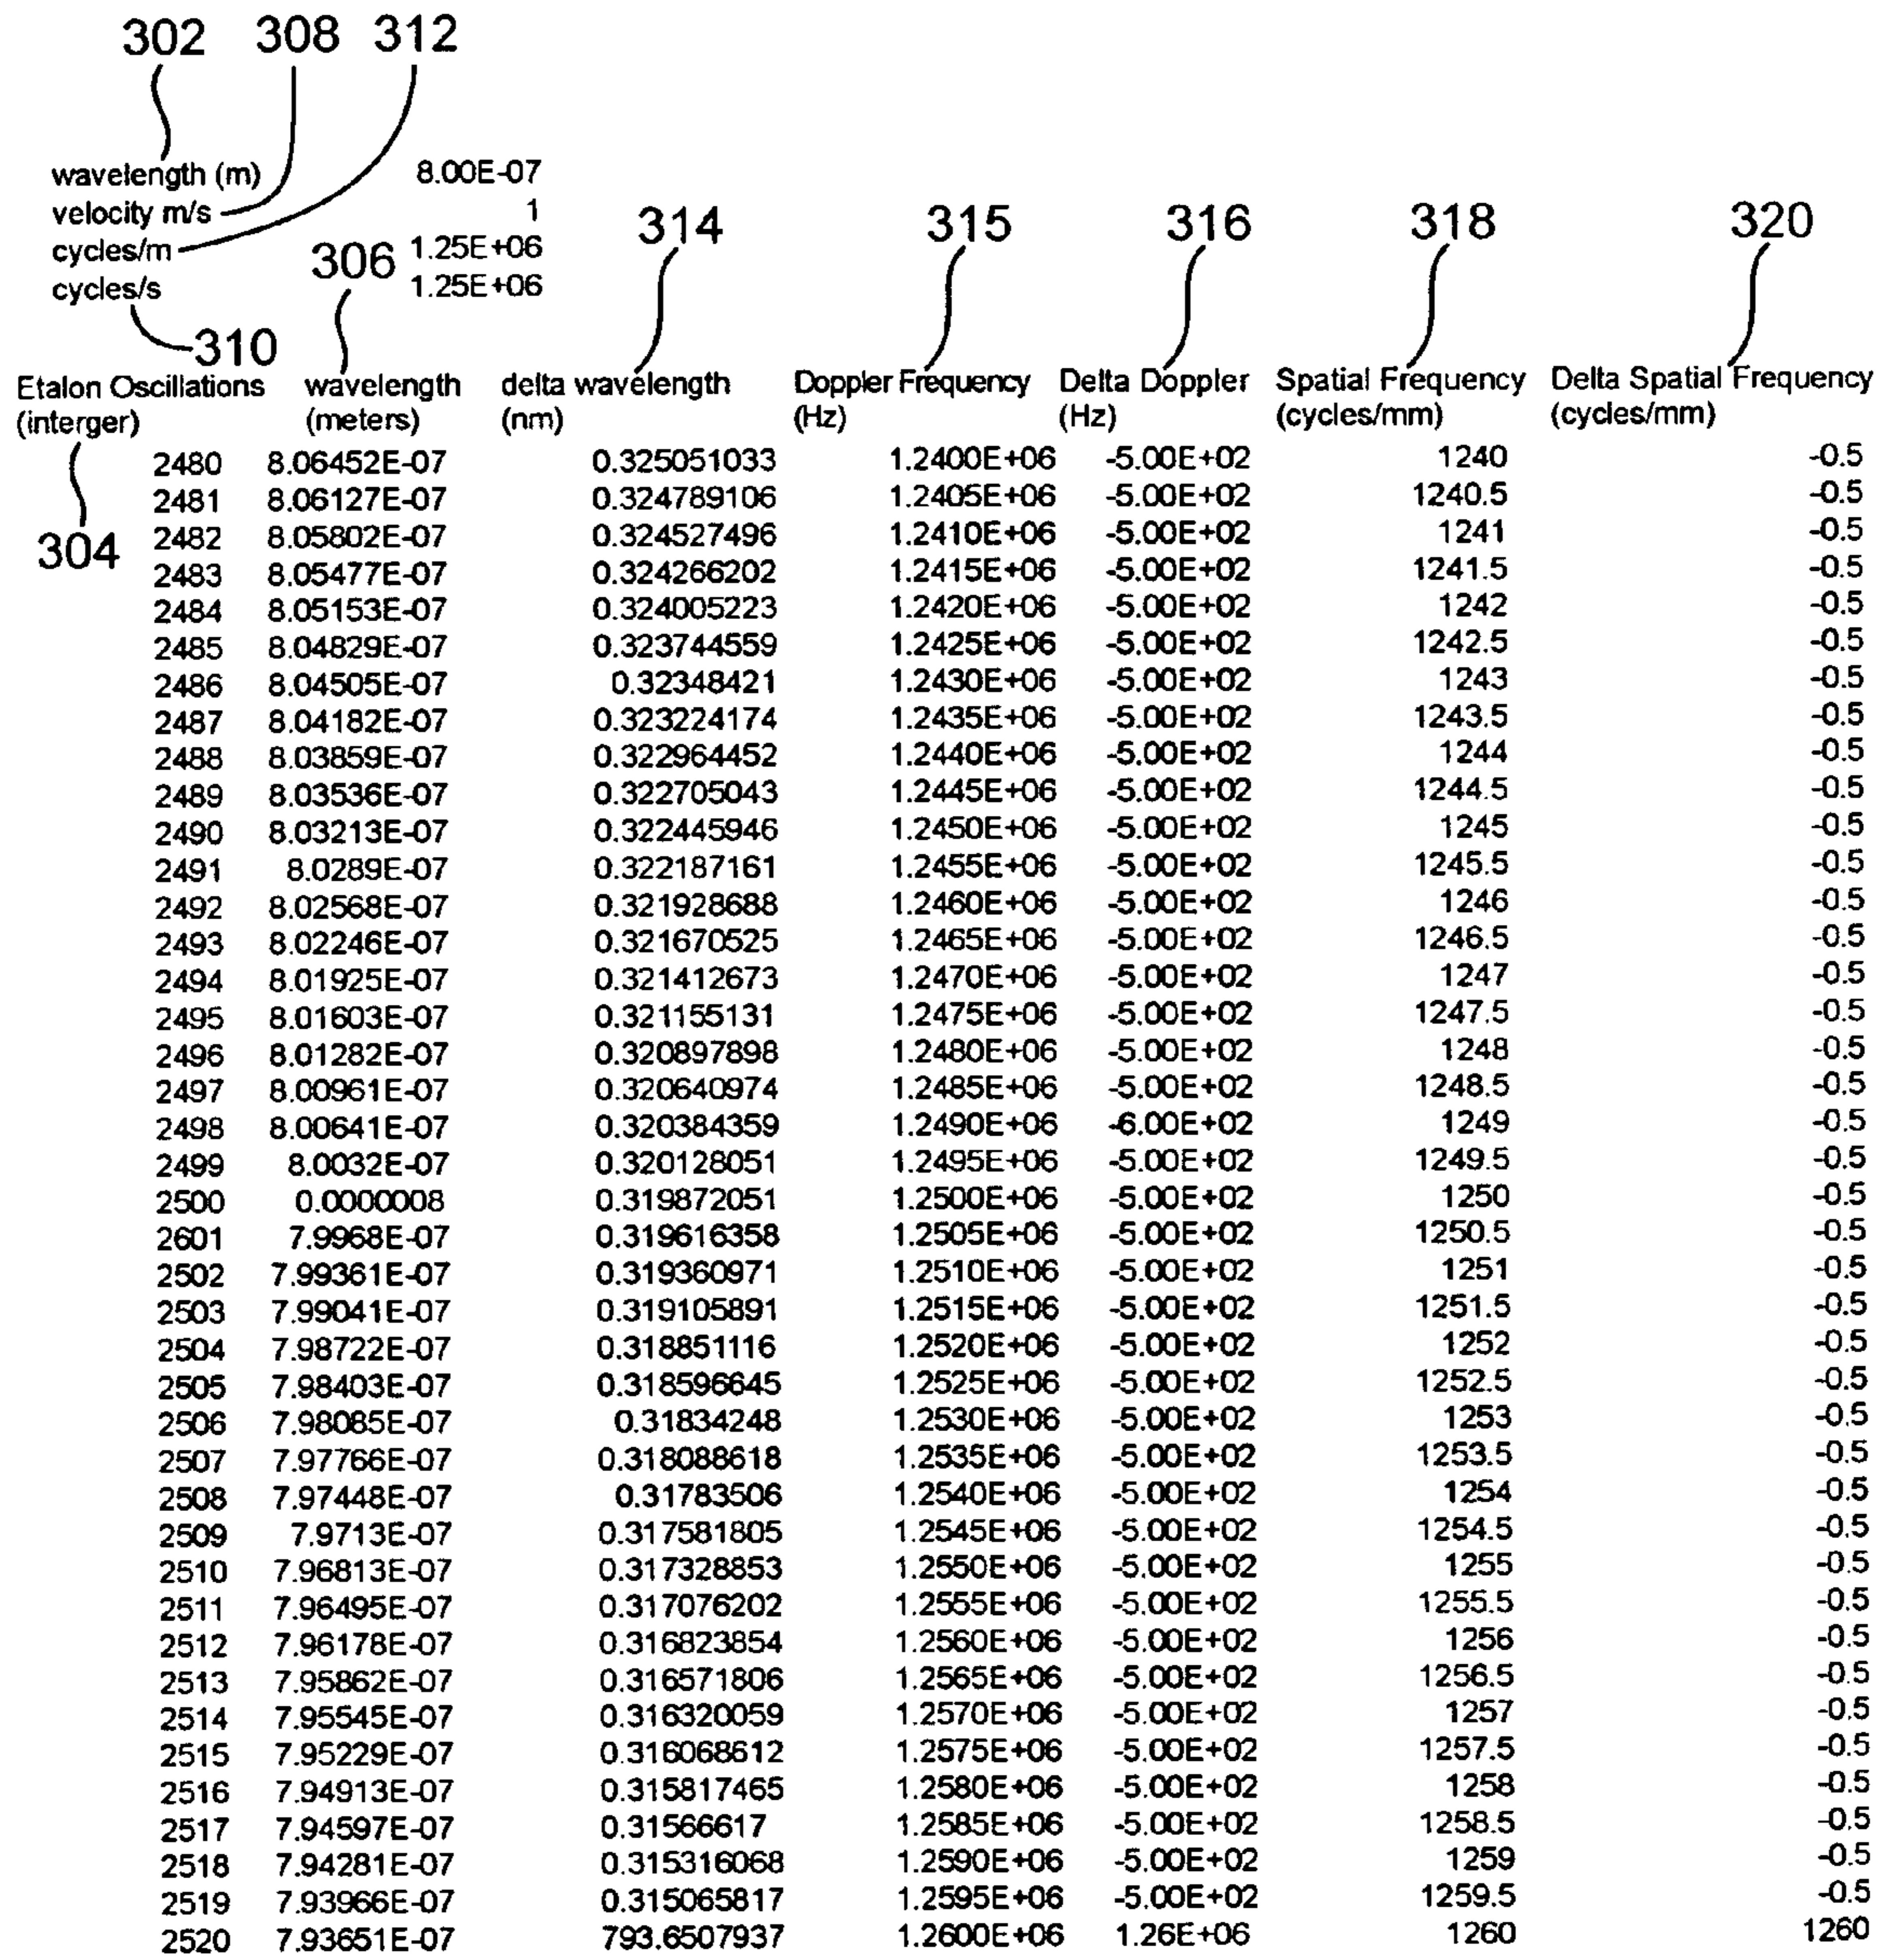 302 308 312
wavelength (m) 8.00E-07
velocity m/s 1
cycles/m 1.25E+06
cycles/s 1.25E+06
306 314 315 316 318 320
310
Etalon Oscillations (interger) wavelength (meters) delta wavelength (nm) Doppler Frequency (Hz) Delta Doppler (Hz) Spatial Frequency (cycles/mm) Delta Spatial Frequency (cycles/mm)
304
2480 8.06452E-07 0.325051033 1.2400E+06 -5.00E+02 1240 -0.5
2481 8.06127E-07 0.324789106 1.2405E+06 -5.00E+02 1240.5 -0.5
2482 8.05802E-07 0.324527496 1.2410E+06 -5.00E+02 1241 -0.5
2483 8.05477E-07 0.324266202 1.2415E+06 -5.00E+02 1241.5 -0.5
2484 8.05153E-07 0.324005223 1.2420E+06 -5.00E+02 1242 -0.5
2485 8.04829E-07 0.323744559 1.2425E+06 -5.00E+02 1242.5 -0.5
2486 8.04505E-07 0.32348421 1.2430E+06 -5.00E+02 1243 -0.5
2487 8.04182E-07 0.323224174 1.2435E+06 -5.00E+02 1243.5 -0.5
2488 8.03859E-07 0.322964452 1.2440E+06 -5.00E+02 1244 -0.5
2489 8.03536E-07 0.322705043 1.2445E+06 -5.00E+02 1244.5 -0.5
2490 8.03213E-07 0.322445946 1.2450E+06 -5.00E+02 1245 -0.5
2491 8.0289E-07 0.322187161 1.2455E+06 -5.00E+02 1245.5 -0.5
2492 8.02568E-07 0.321928688 1.2460E+06 -5.00E+02 1246 -0.5
2493 8.02246E-07 0.321670525 1.2465E+06 -5.00E+02 1246.5 -0.5
2494 8.01925E-07 0.321412673 1.2470E+06 -5.00E+02 1247 -0.5
2495 8.01603E-07 0.321155131 1.2475E+06 -5.00E+02 1247.5 -0.5
2496 8.01282E-07 0.320897898 1.2480E+06 -5.00E+02 1248 -0.5
2497 8.00961E-07 0.320640974 1.2485E+06 -5.00E+02 1248.5 -0.5
2498 8.00641E-07 0.320384359 1.2490E+06 -6.00E+02 1249 -0.5
2499 8.0032E-07 0.320128051 1.2495E+06 -5.00E+02 1249.5 -0.5
2500 0.0000008 0.319872051 1.2500E+06 -5.00E+02 1250 -0.5
2601 7.9968E-07 0.319616358 1.2505E+06 -5.00E+02 1250.5 -0.5
2502 7.99361E-07 0.319360971 1.2510E+06 -5.00E+02 1251 -0.5
2503 7.99041E-07 0.319105891 1.2515E+06 -5.00E+02 1251.5 -0.5
2504 7.98722E-07 0.318851116 1.2520E+06 -5.00E+02 1252 -0.5
2505 7.98403E-07 0.318596645 1.2525E+06 -5.00E+02 1252.5 -0.5
2506 7.98085E-07 0.31834248 1.2530E+06 -5.00E+02 1253 -0.5
2507 7.97766E-07 0.318088618 1.2535E+06 -5.00E+02 1253.5 -0.5
2508 7.97448E-07 0.31783506 1.2540E+06 -5.00E+02 1254 -0.5
2509 7.9713E-07 0.317581805 1.2545E+06 -5.00E+02 1254.5 -0.5
2510 7.96813E-07 0.317328853 1.2550E+06 -5.00E+02 1255 -0.5
2511 7.96495E-07 0.317076202 1.2555E+06 -5.00E+02 1255.5 -0.5
2512 7.96178E-07 0.316823854 1.2560E+06 -5.00E+02 1256 -0.5
2513 7.95862E-07 0.316571806 1.2565E+06 -5.00E+02 1256.5 -0.5
2514 7.95545E-07 0.316320059 1.2570E+06 -5.00E+02 1257 -0.5
2515 7.95229E-07 0.316068612 1.2575E+06 -5.00E+02 1257.5 -0.5
2516 7.94913E-07 0.315817465 1.2580E+06 -5.00E+02 1258 -0.5
2517 7.94597E-07 0.31566617 1.2585E+06 -5.00E+02 1258.5 -0.5
2518 7.94281E-07 0.315316068 1.2590E+06 -5.00E+02 1259 -0.5
2519 7.93966E-07 0.315065817 1.2595E+06 -5.00E+02 1259.5 -0.5
2520 7.93651E-07 793.6507937 1.2600E+06 1.26E+06 1260 1260